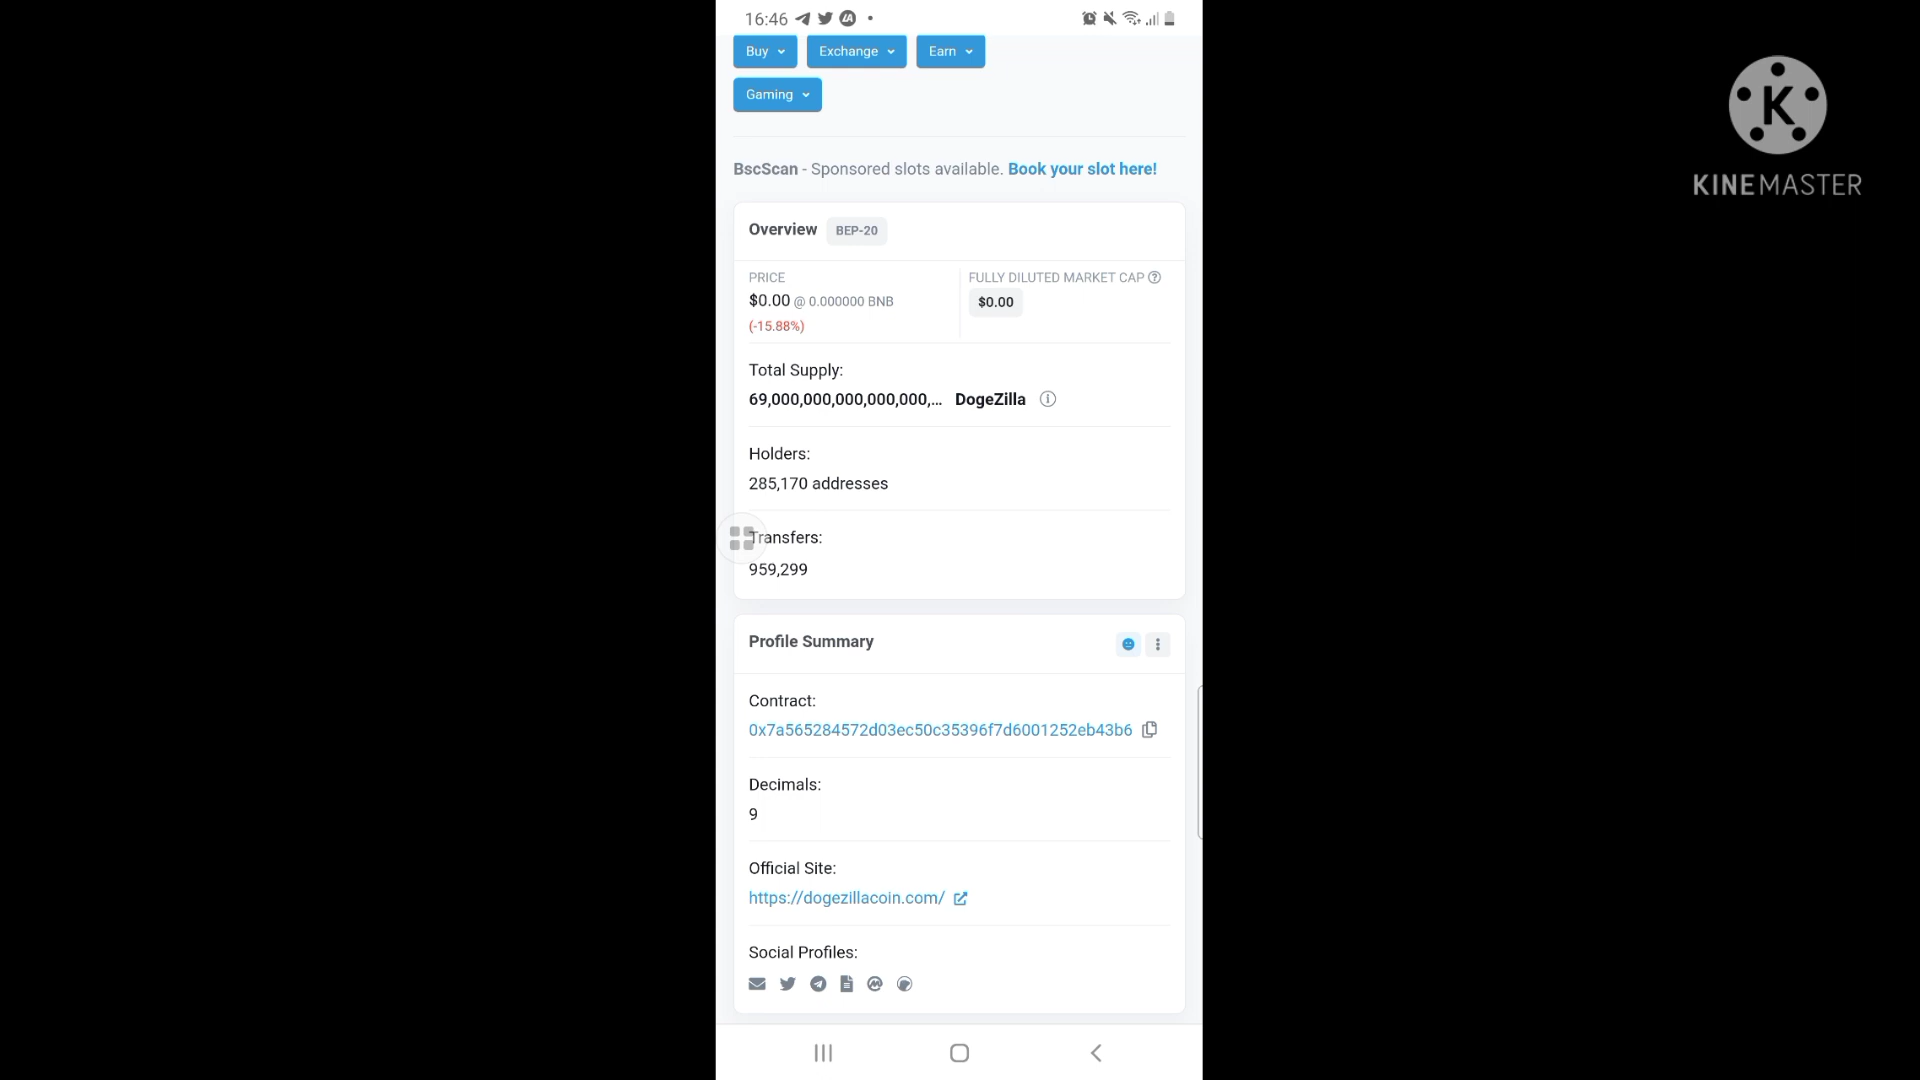 16:46
Buy
Exchange
Earn
Gaming
BscScan - Sponsored slots available. Book your slot here!
Overview BEP-20
PRICE
$0.00 @ 0.000000 BNB
(-15.88%)
FULLY DILUTED MARKET CAP
$0.00
Total Supply:
69,000,000,000,000,000,... DogeZilla
Holders:
285,170 addresses
Transfers:
959,299
Profile Summary
Contract:
0x7a565284572d03ec50c35396f7d6001252eb43b6
Decimals:
9
Official Site:
https://dogezillacoin.com/
Social Profiles:
K
KINEMASTER